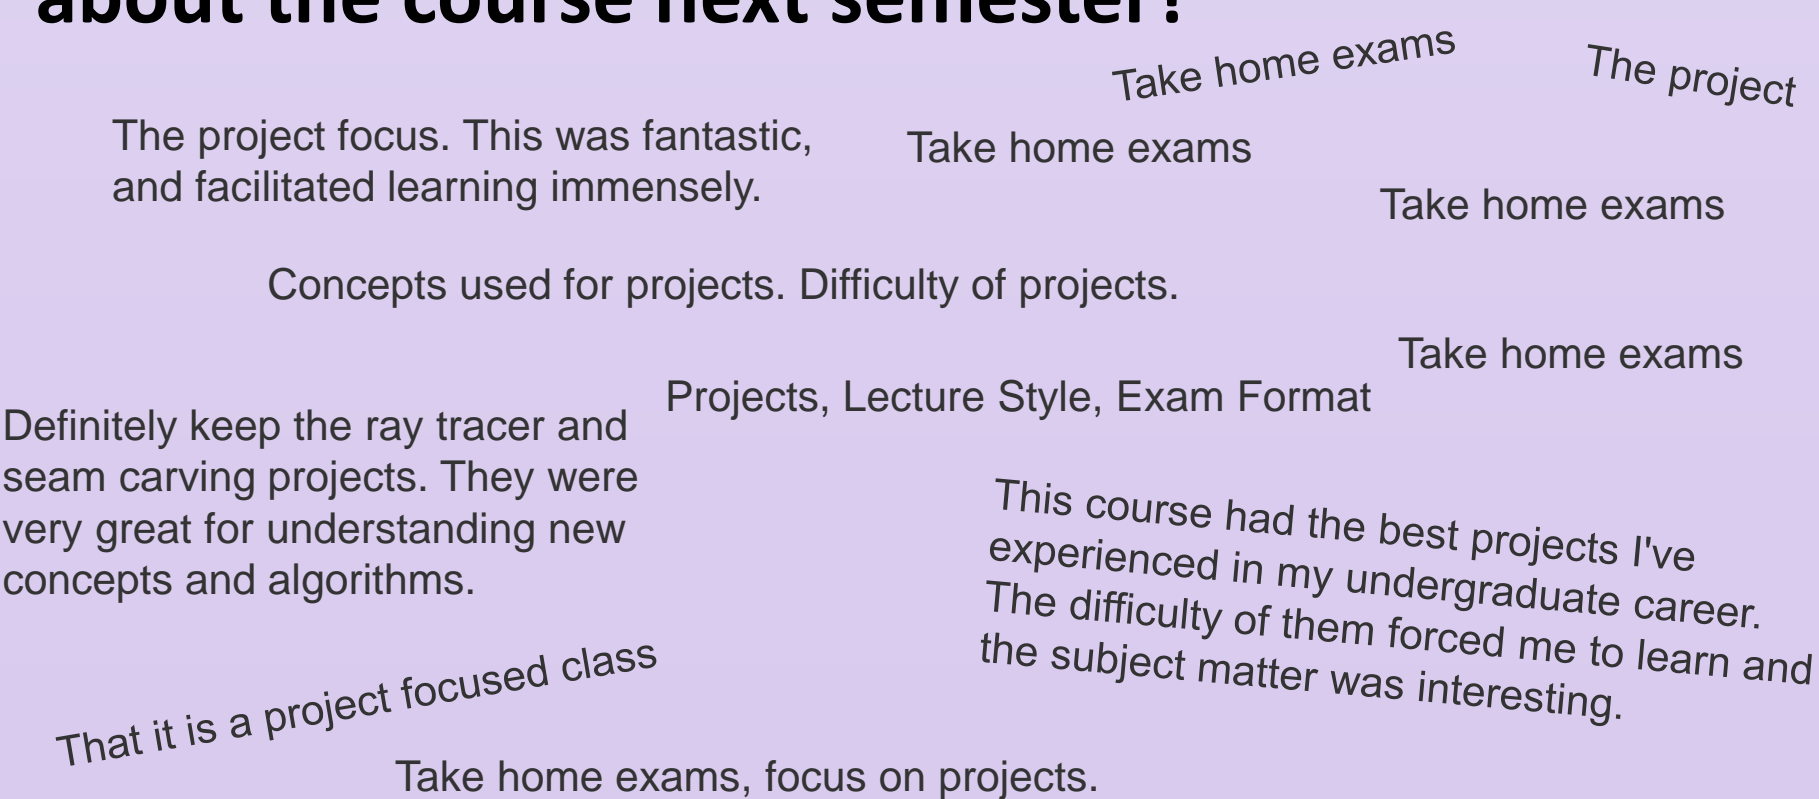 about the course next semester?
Take home exams
The project
The project focus. This was fantastic,
and facilitated learning immensely.
Take home exams
Take home exams
Concepts used for projects. Difficulty of projects.
Take home exams
Projects, Lecture Style, Exam Format
Definitely keep the ray tracer and
seam carving projects. They were
very great for understanding new
concepts and algorithms.
This course had the best projects I've
experienced in my undergraduate career.
The difficulty of them forced me to learn and
the subject matter was interesting.
That it is a project focused class
Take home exams, focus on projects.